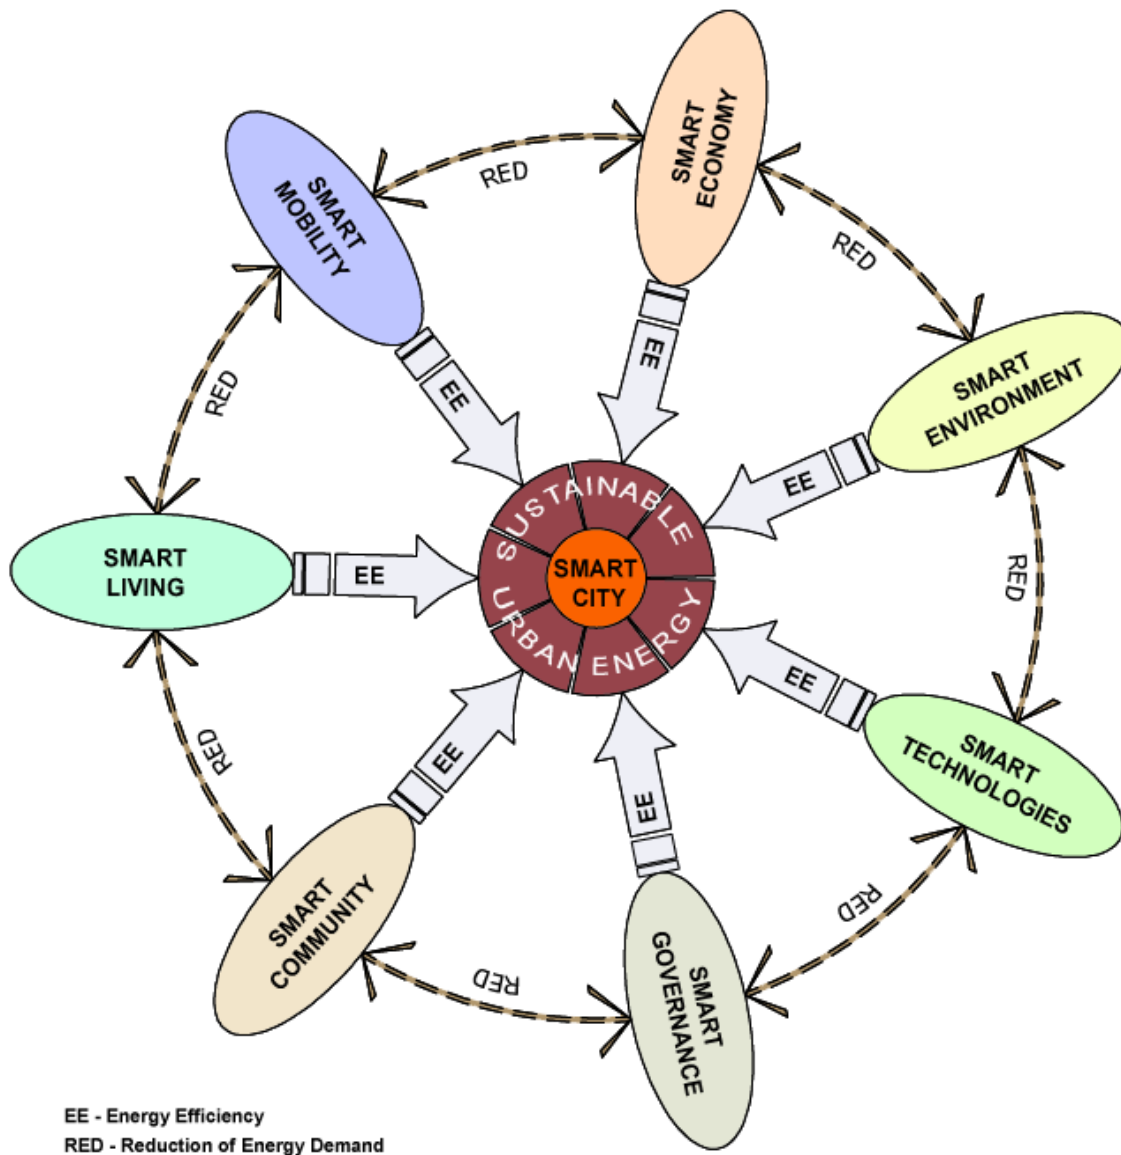 SMART
ECONOMY
RED
SMART
MOBILITY
RED
EE
EE
SMART
ENVIRONMENT
RED
EE
SUSTAINABLE
SMART
LIVING
EE
SMART
CITY
RED
URBAN ENERGY
EE
SMART
TECHNOLOGIES
RED
EE
EE
RED
SMART
COMMUNITY
RED
SMART
GOVERNANCE
EE - Energy Efficiency
RED - Reduction of Energy Demand